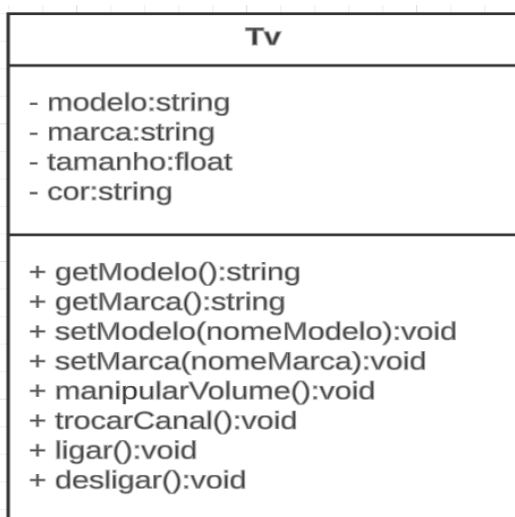 Tv
- modelo:string
- marca:string
- tamanho:float
- cor:string
+ getModelo():string
+ getMarca():string
+ setModelo(nomeModelo):void
+ setMarca(nomeMarca):void
+ manipularVolume():void
+ trocarCanal():void
+ ligar():void
+ desligar():void